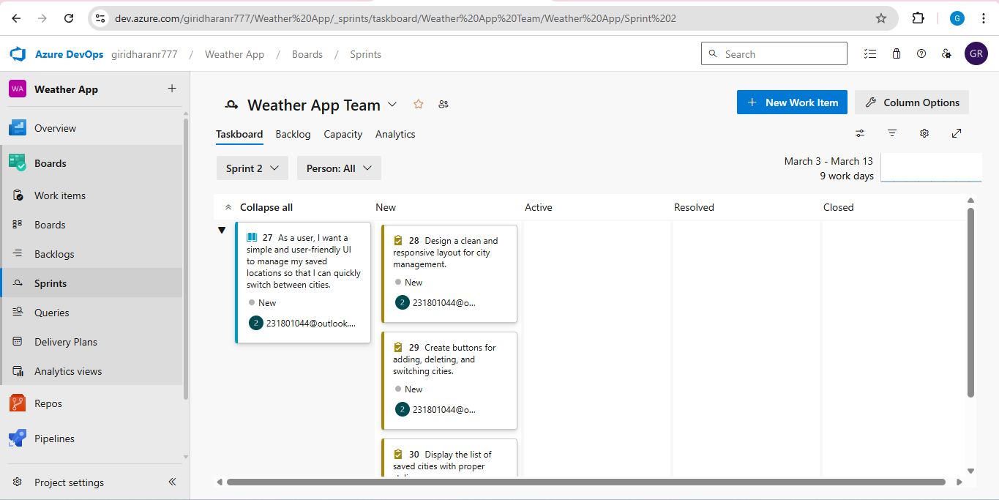 dev.azure.com/giridharanr777/Weather%20App/_sprints/taskboard/Weather%20App%20Team/Weather%20App/Sprint%202
G
Azure DevOps giridharanr777 / Weather App / Boards / Sprints
Search
GR
WA Weather App +
Overview
Boards
Work items
Boards
Backlogs
Sprints
Queries
Delivery Plans
Analytics views
Repos
Pipelines
Project settings
Weather App Team
+ New Work Item
Column Options
Taskboard Backlog Capacity Analytics
Sprint 2
Person: All
March 3 - March 13
9 work days
Collapse all New Active Resolved Closed
27 As a user, I want a
simple and user-friendly UI
to manage my saved
locations so that I can quickly
switch between cities.
New
2 231801044@outlook....
28 Design a clean and
responsive layout for city
management.
New
2 231801044@o...
29 Create buttons for
adding, deleting, and
switching cities.
New
2 231801044@o...
30 Display the list of
saved cities with proper